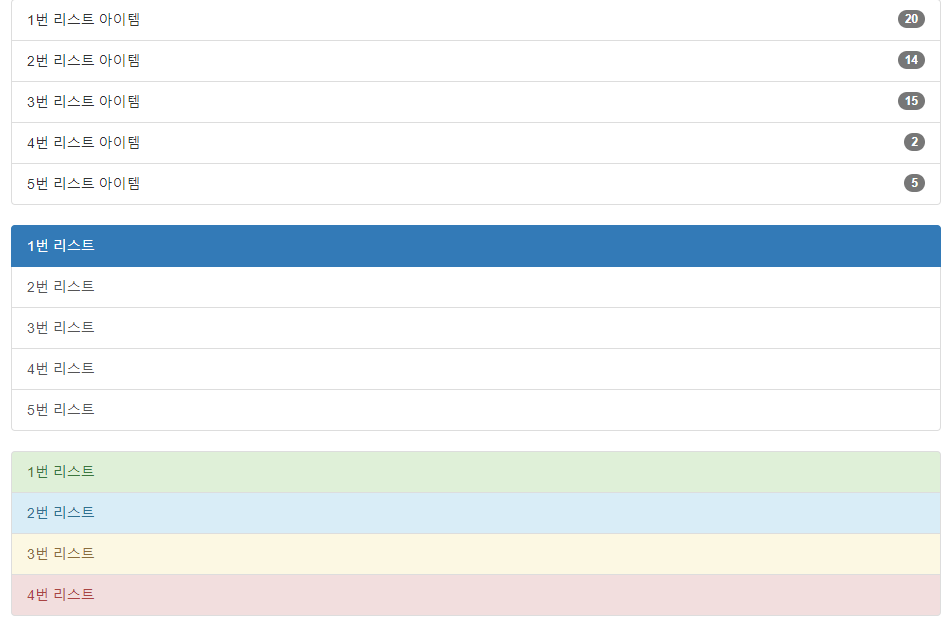 1번 리스트 아이템 20
2번 리스트 아이템 14
3번 리스트 아이템 15
4번 리스트 아이템 2
5번 리스트 아이템 5
1번 리스트
2번 리스트
3번 리스트
4번 리스트
5번 리스트
1번 리스트
2번 리스트
3번 리스트
4번 리스트